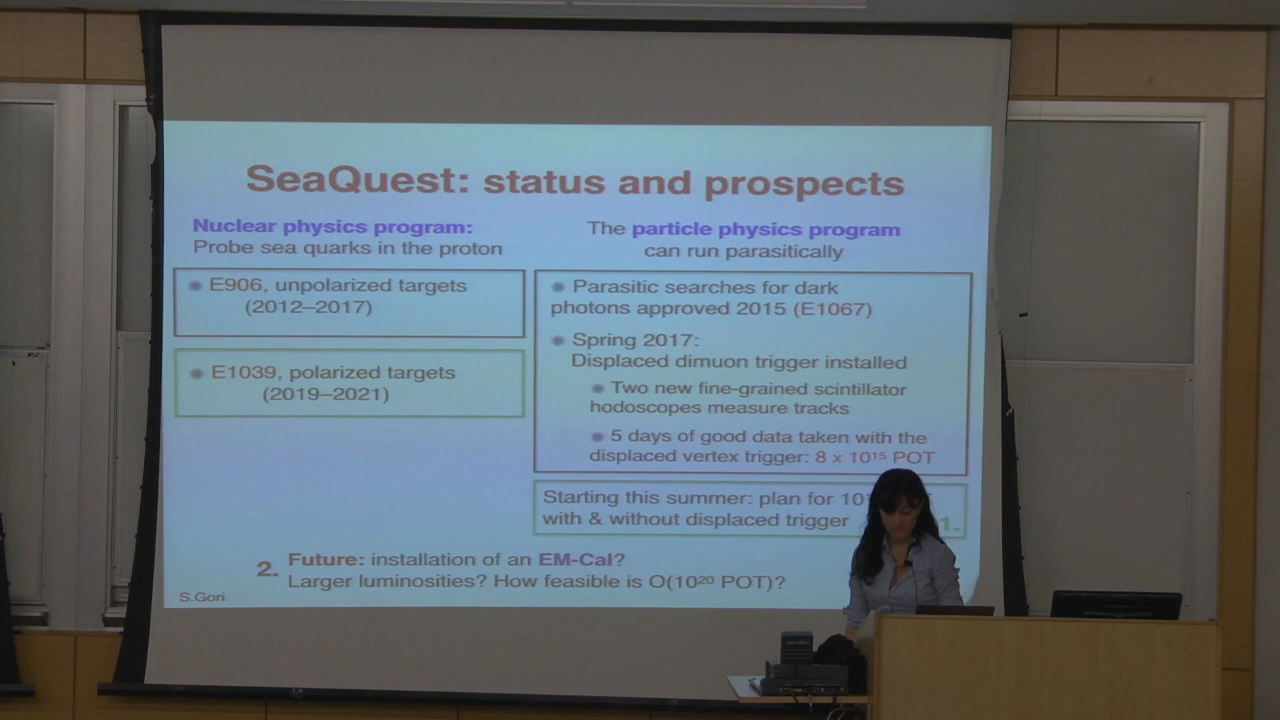 SeaQuest: status and prospects
Nuclear physics program:
Probe sea quarks in the proton
E906, unpolarized targets
(2012–2017)
E1039, polarized targets
(2019–2021)
The particle physics program
can run parasitically
Parasitic searches for dark
photons approved 2015 (E1067)
Spring 2017:
Displaced dimuon trigger installed
Two new fine-grained scintillator
hodoscopes measure tracks
5 days of good data taken with the
displaced vertex trigger: 8 x 10¹⁵ POT
Starting this summer: plan for
with & without displaced trigger
1.
2. Future: installation of an EM-Cal?
Larger luminosities? How feasible is O(10²⁰ POT)?
S.Gori